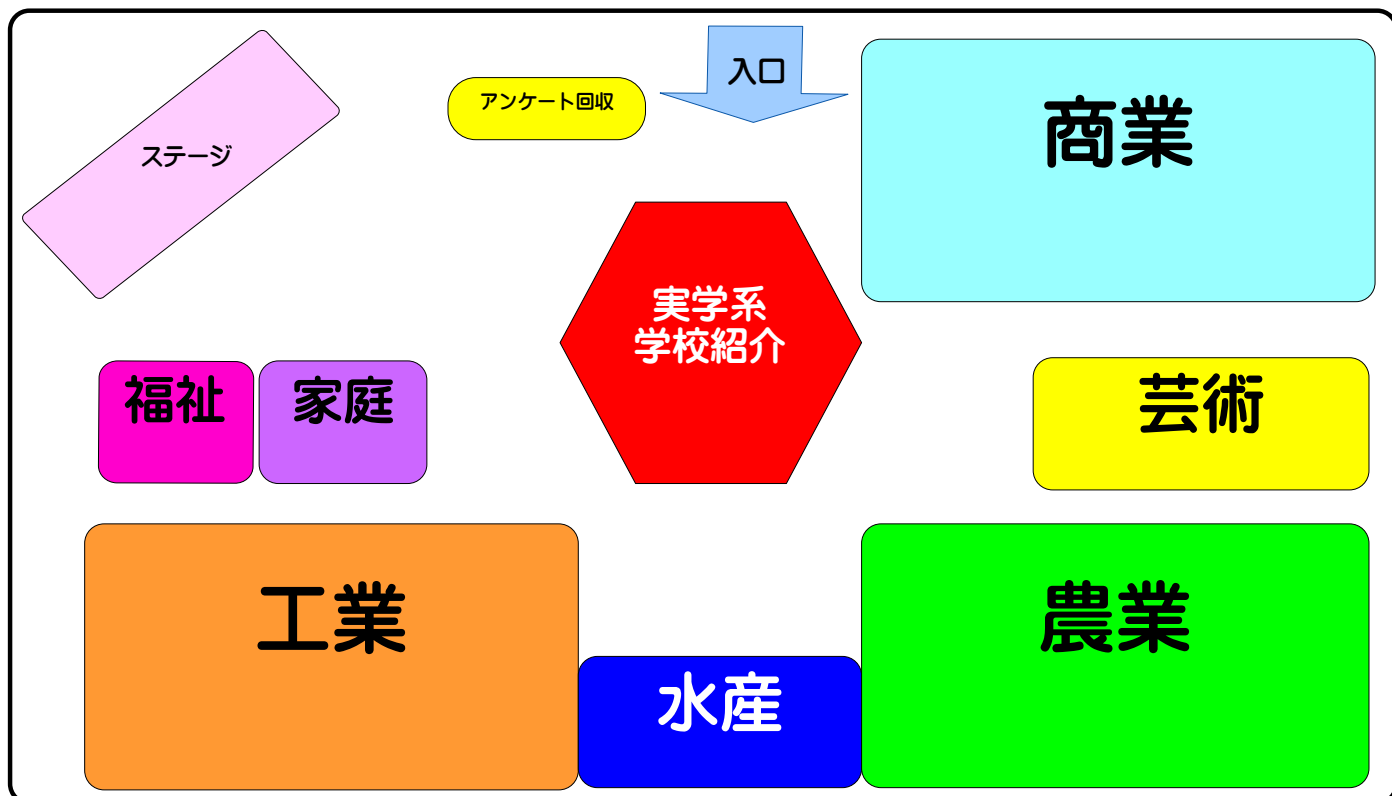 入口
アンケート回収
商業
ステージ
実学系
学校紹介
福祉
家庭
芸術
工業
農業
水産